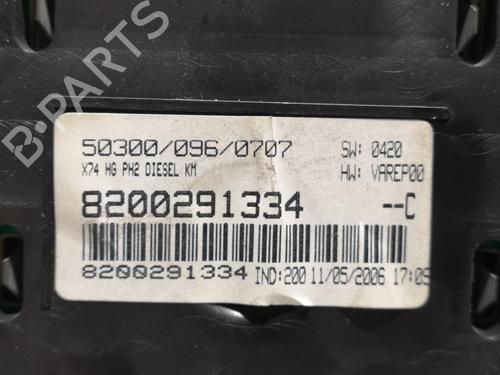 50300/096/0707 SW: 0420
X74 HG PH2 DIESEL KM HW: VAREP00
8200291334 --C
8200291334 IND:200 11/05/2006 17:09
B-PARTS